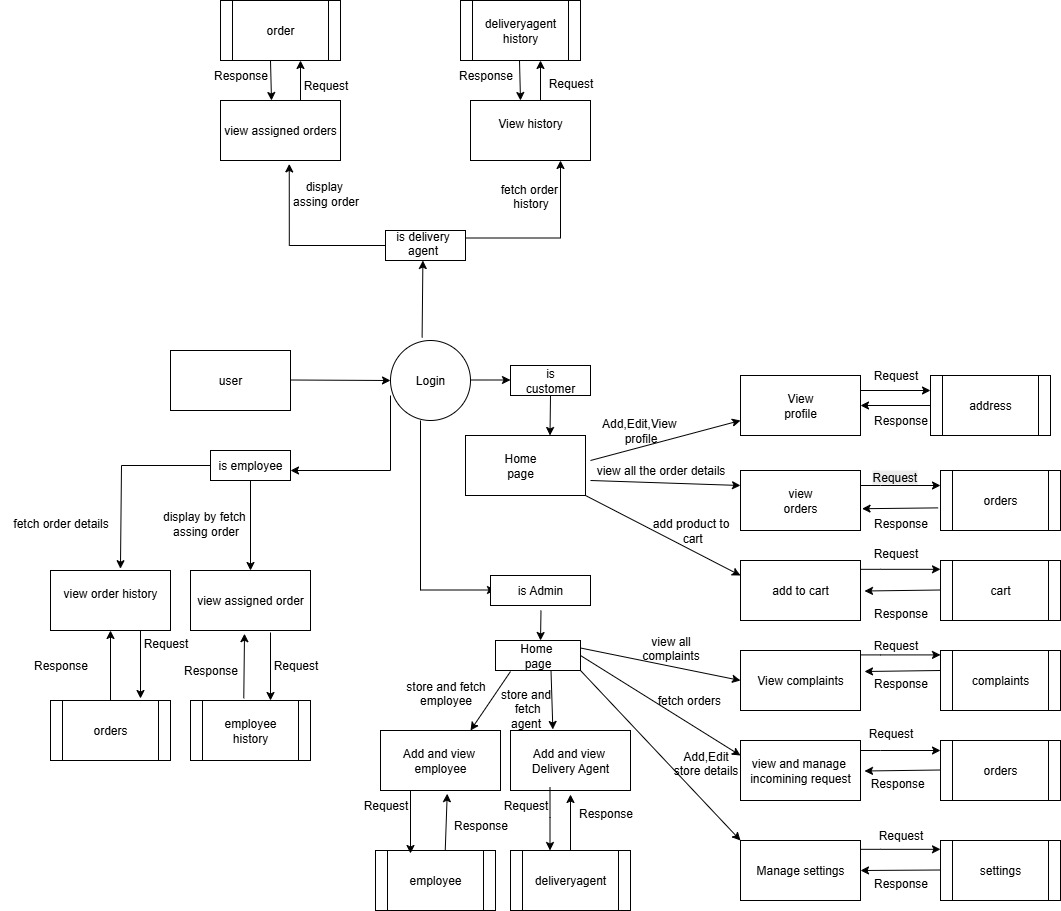 order
deliveryagent
history
Response
Request
Response
Request
view assigned orders
View history
display
assing order
fetch order
history
is delivery
agent
user
Login
is
customer
View
profile
Request
Response
address
Add,Edit,View
profile
Home
page
view all the order details
view
orders
Request
Response
orders
add product to
cart
add to cart
Request
Response
cart
is employee
fetch order details
display by fetch
assing order
view order history
view assigned order
Response
Request
Response
Request
orders
employee
history
is Admin
Home
page
view all
complaints
View complaints
Request
Response
complaints
fetch orders
view and manage
incomining request
Request
Response
orders
Add,Edit
store details
Manage settings
Request
Response
settings
store and fetch
employee
store and
fetch
agent
Add and view
employee
Add and view
Delivery Agent
Request
Response
Request
Response
employee
deliveryagent